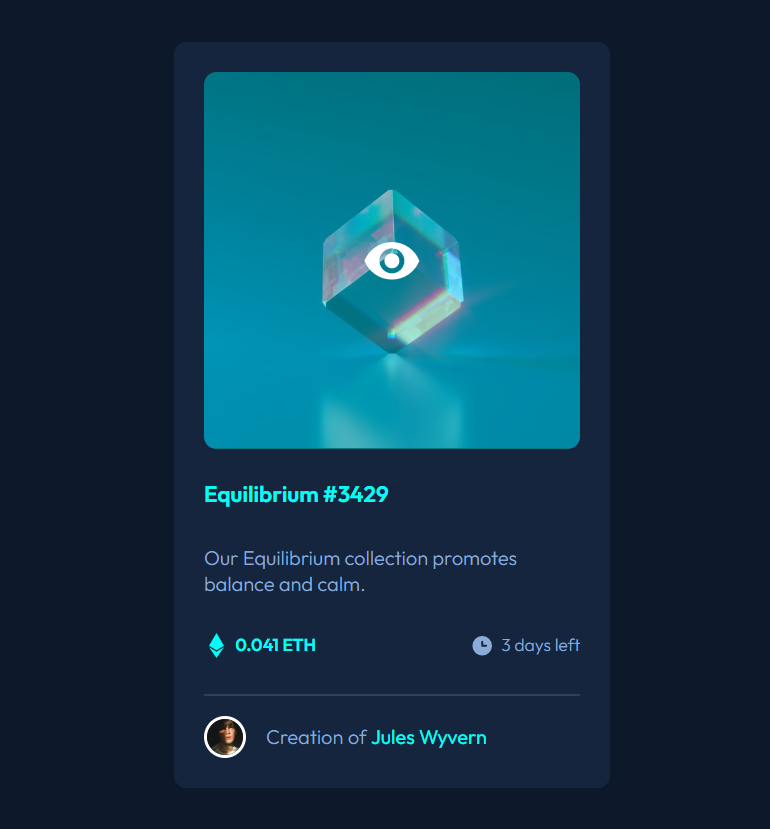 Equilibrium #3429
Our Equilibrium collection promotes
balance and calm.
0.041 ETH
3 days left
Creation of Jules Wyvern